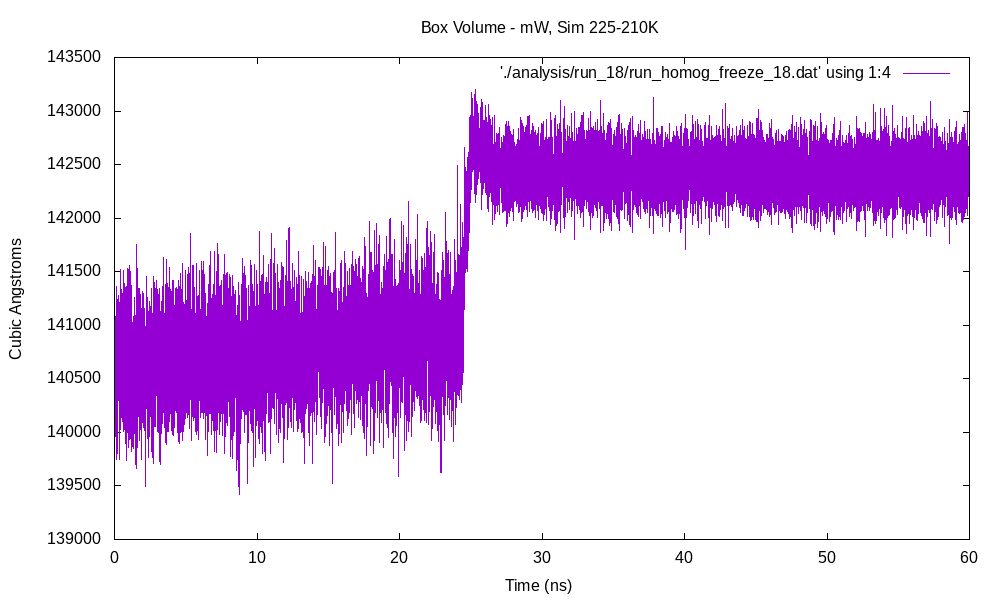 Box Volume - mW, Sim 225-210K
'./analysis/run_18/run_homog_freeze_18.dat' using 1:4
143500
143000
142500
142000
141500
141000
140500
140000
139500
139000
Cubic Angstroms
0 10 20 30 40 50 60
Time (ns)